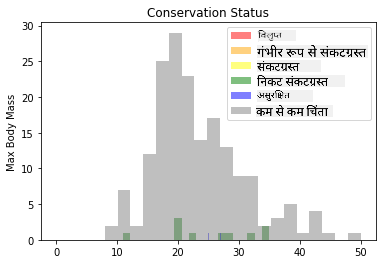 Conservation Status
विलुप्त
गंभीर रूप से संकटग्रस्त
संकटग्रस्त
निकट संकटग्रस्त
असुरक्षित
कम से कम चिंता
Max Body Mass
30
25
20
15
10
5
0
0 10 20 30 40 50